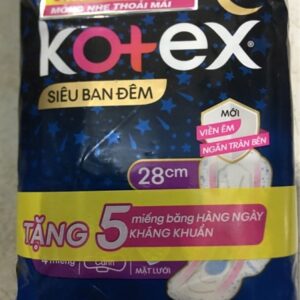 MỎNG NHẸ THOẢI MÁI
KOTEX
SIÊU BAN ĐÊM
MỚI
VIỀN ÊM
NGĂN TRÀN BÊN
28cm
TẶNG 5 miếng băng HÀNG NGÀY
KHÁNG KHUẨN
4 miếng
Cánh
MẶT LƯỚI